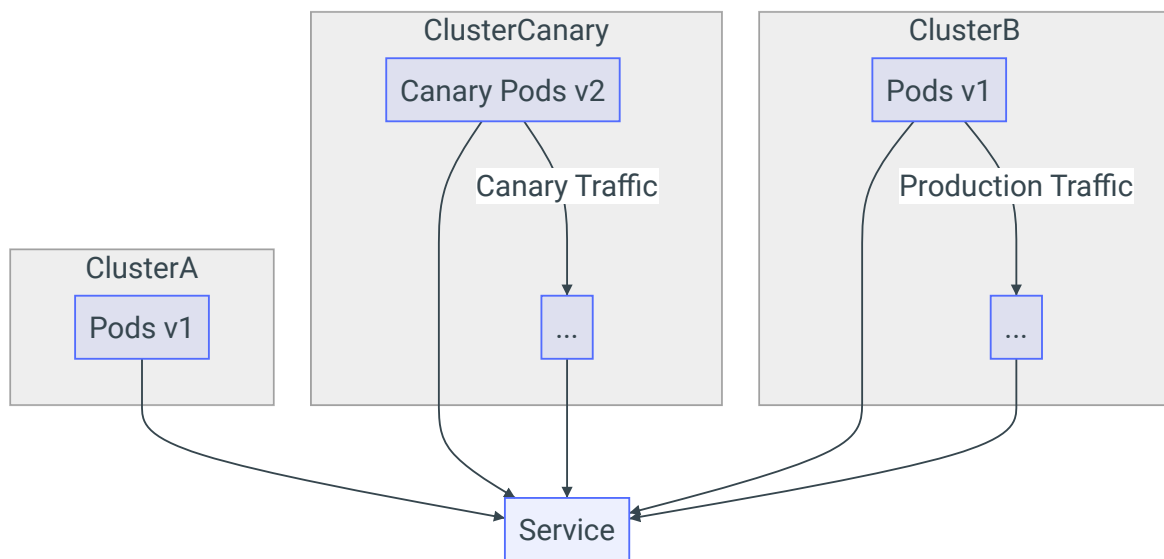 ClusterCanary
Canary Pods v2
Canary Traffic
...
ClusterB
Pods v1
Production Traffic
...
ClusterA
Pods v1
Service